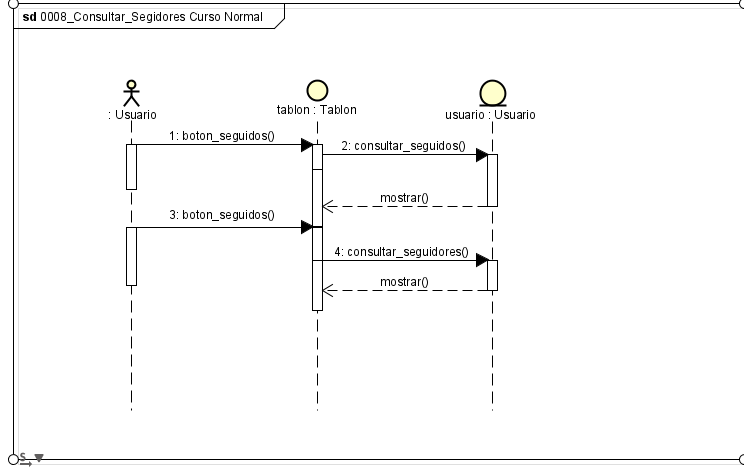 sd 0008_Consultar_Segidores Curso Normal
: Usuario
tablon : Tablon
usuario : Usuario
1: boton_seguidos()
2: consultar_seguidos()
mostrar()
3: boton_seguidos()
4: consultar_seguidores()
mostrar()
S